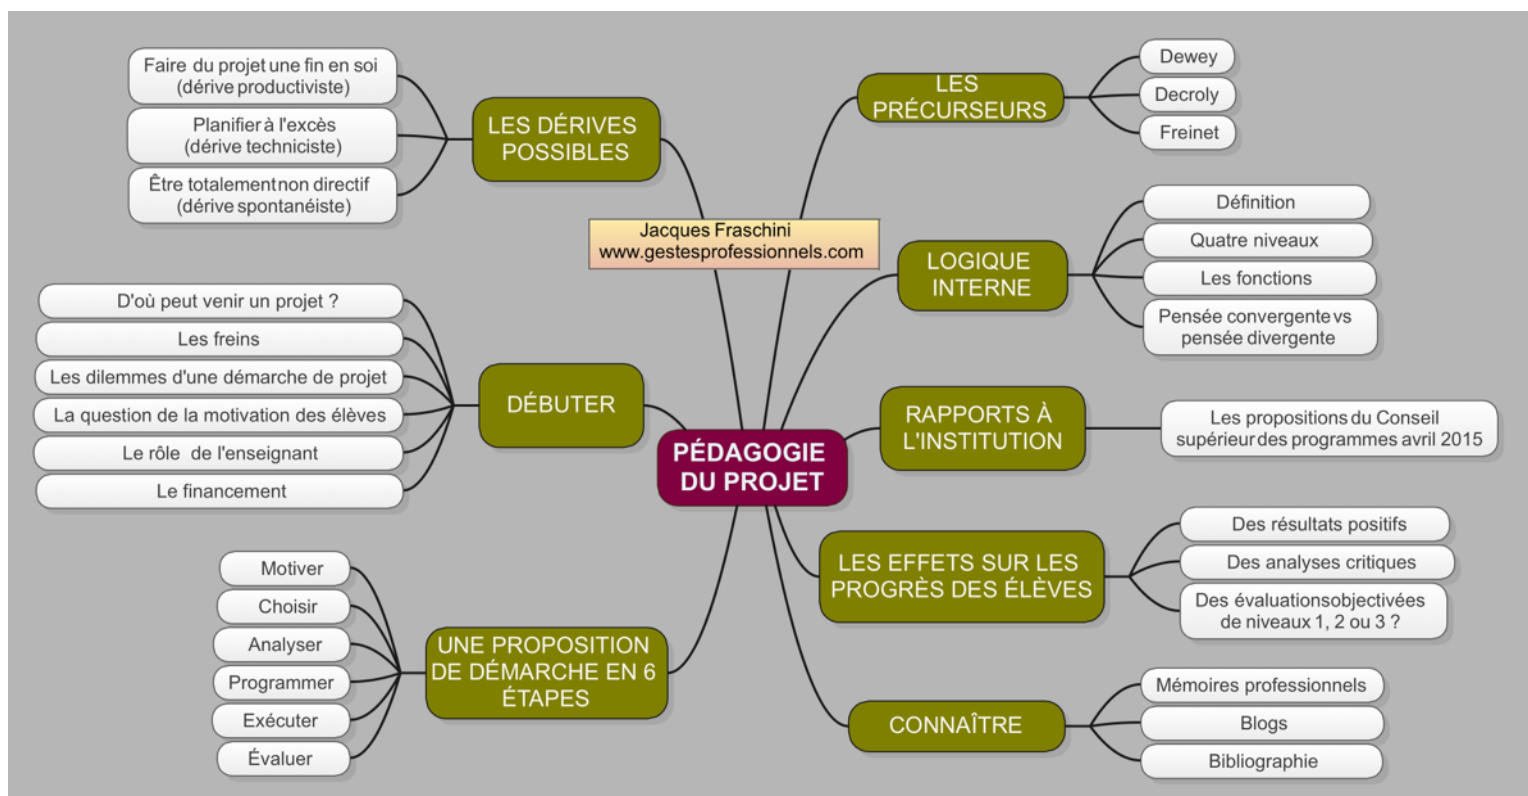 Faire du projet une fin en soi
(dérive productiviste)
Planifier à l'excès
(dérive techniciste)
Être totalement non directif
(dérive spontanéiste)
LES DÉRIVES
POSSIBLES
LES
PRÉCURSEURS
Dewey
Decroly
Freinet
Jacques Fraschini
www.gestesprofessionnels.com
LOGIQUE
INTERNE
Définition
Quatre niveaux
Les fonctions
Pensée convergente vs
pensée divergente
D'où peut venir un projet ?
Les freins
Les dilemmes d'une démarche de projet
La question de la motivation des élèves
Le rôle de l'enseignant
Le financement
DÉBUTER
PÉDAGOGIE
DU PROJET
RAPPORTS À
L'INSTITUTION
Les propositions du Conseil
supérieur des programmes avril 2015
LES EFFETS SUR LES
PROGRÈS DES ÉLÈVES
Des résultats positifs
Des analyses critiques
Des évaluationsobjectivées
de niveaux 1, 2 ou 3 ?
Motiver
Choisir
Analyser
Programmer
Exécuter
Évaluer
UNE PROPOSITION
DE DÉMARCHE EN 6
ÉTAPES
CONNAÎTRE
Mémoires professionnels
Blogs
Bibliographie